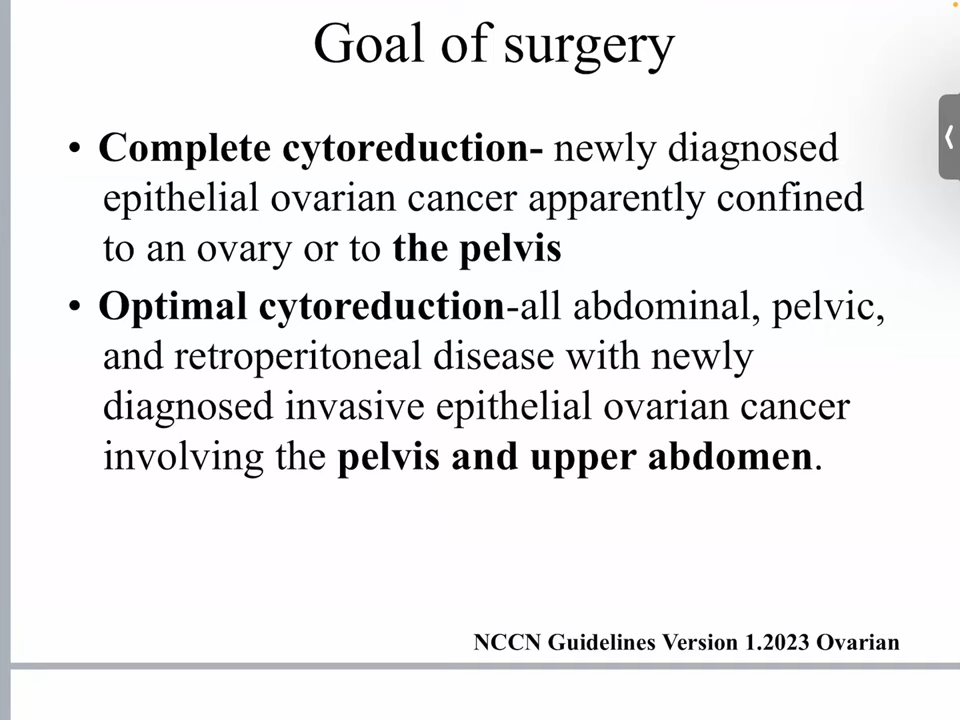 Goal of surgery
• Complete cytoreduction- newly diagnosed
epithelial ovarian cancer apparently confined
to an ovary or to the pelvis
• Optimal cytoreduction-all abdominal, pelvic,
and retroperitoneal disease with newly
diagnosed invasive epithelial ovarian cancer
involving the pelvis and upper abdomen.
NCCN Guidelines Version 1.2023 Ovarian